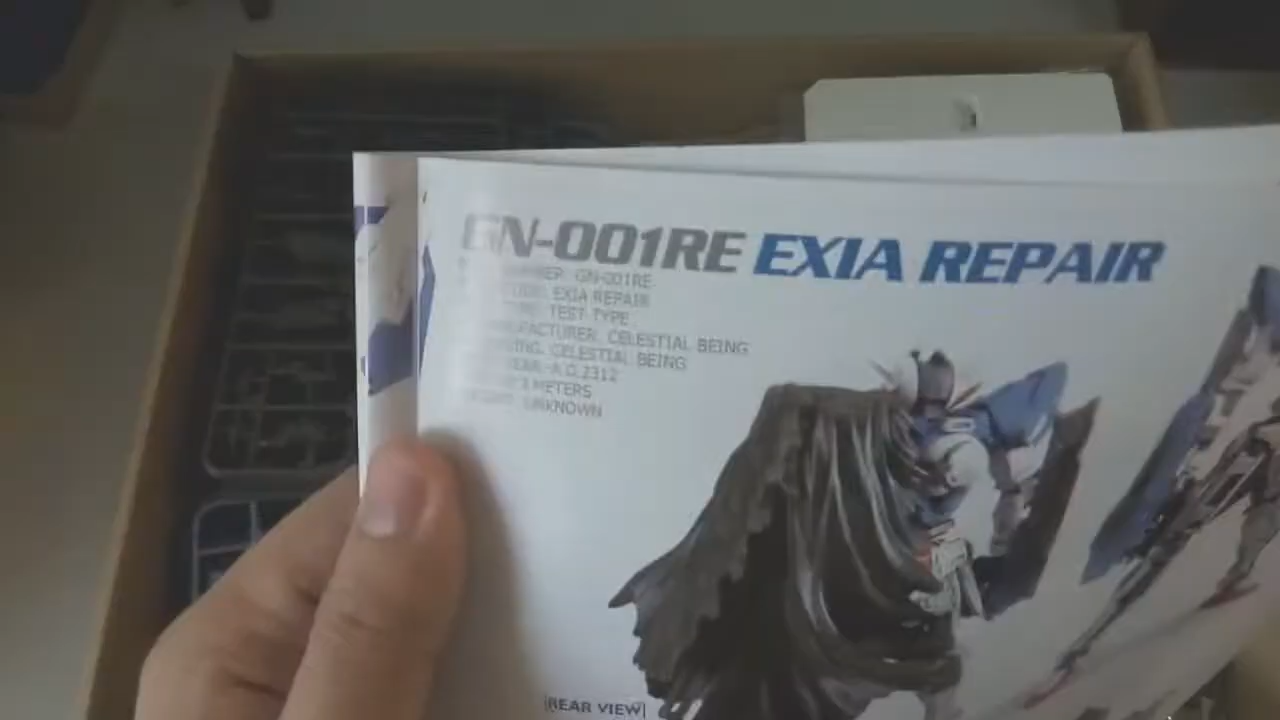 GN-001RE EXIA REPAIR
GN-001RE
EXIA REPAIR
TEST TYPE
CELESTIAL BEING
CELESTIAL BEING
A.D.2312
METERS
UNKNOWN
[REAR VIEW]